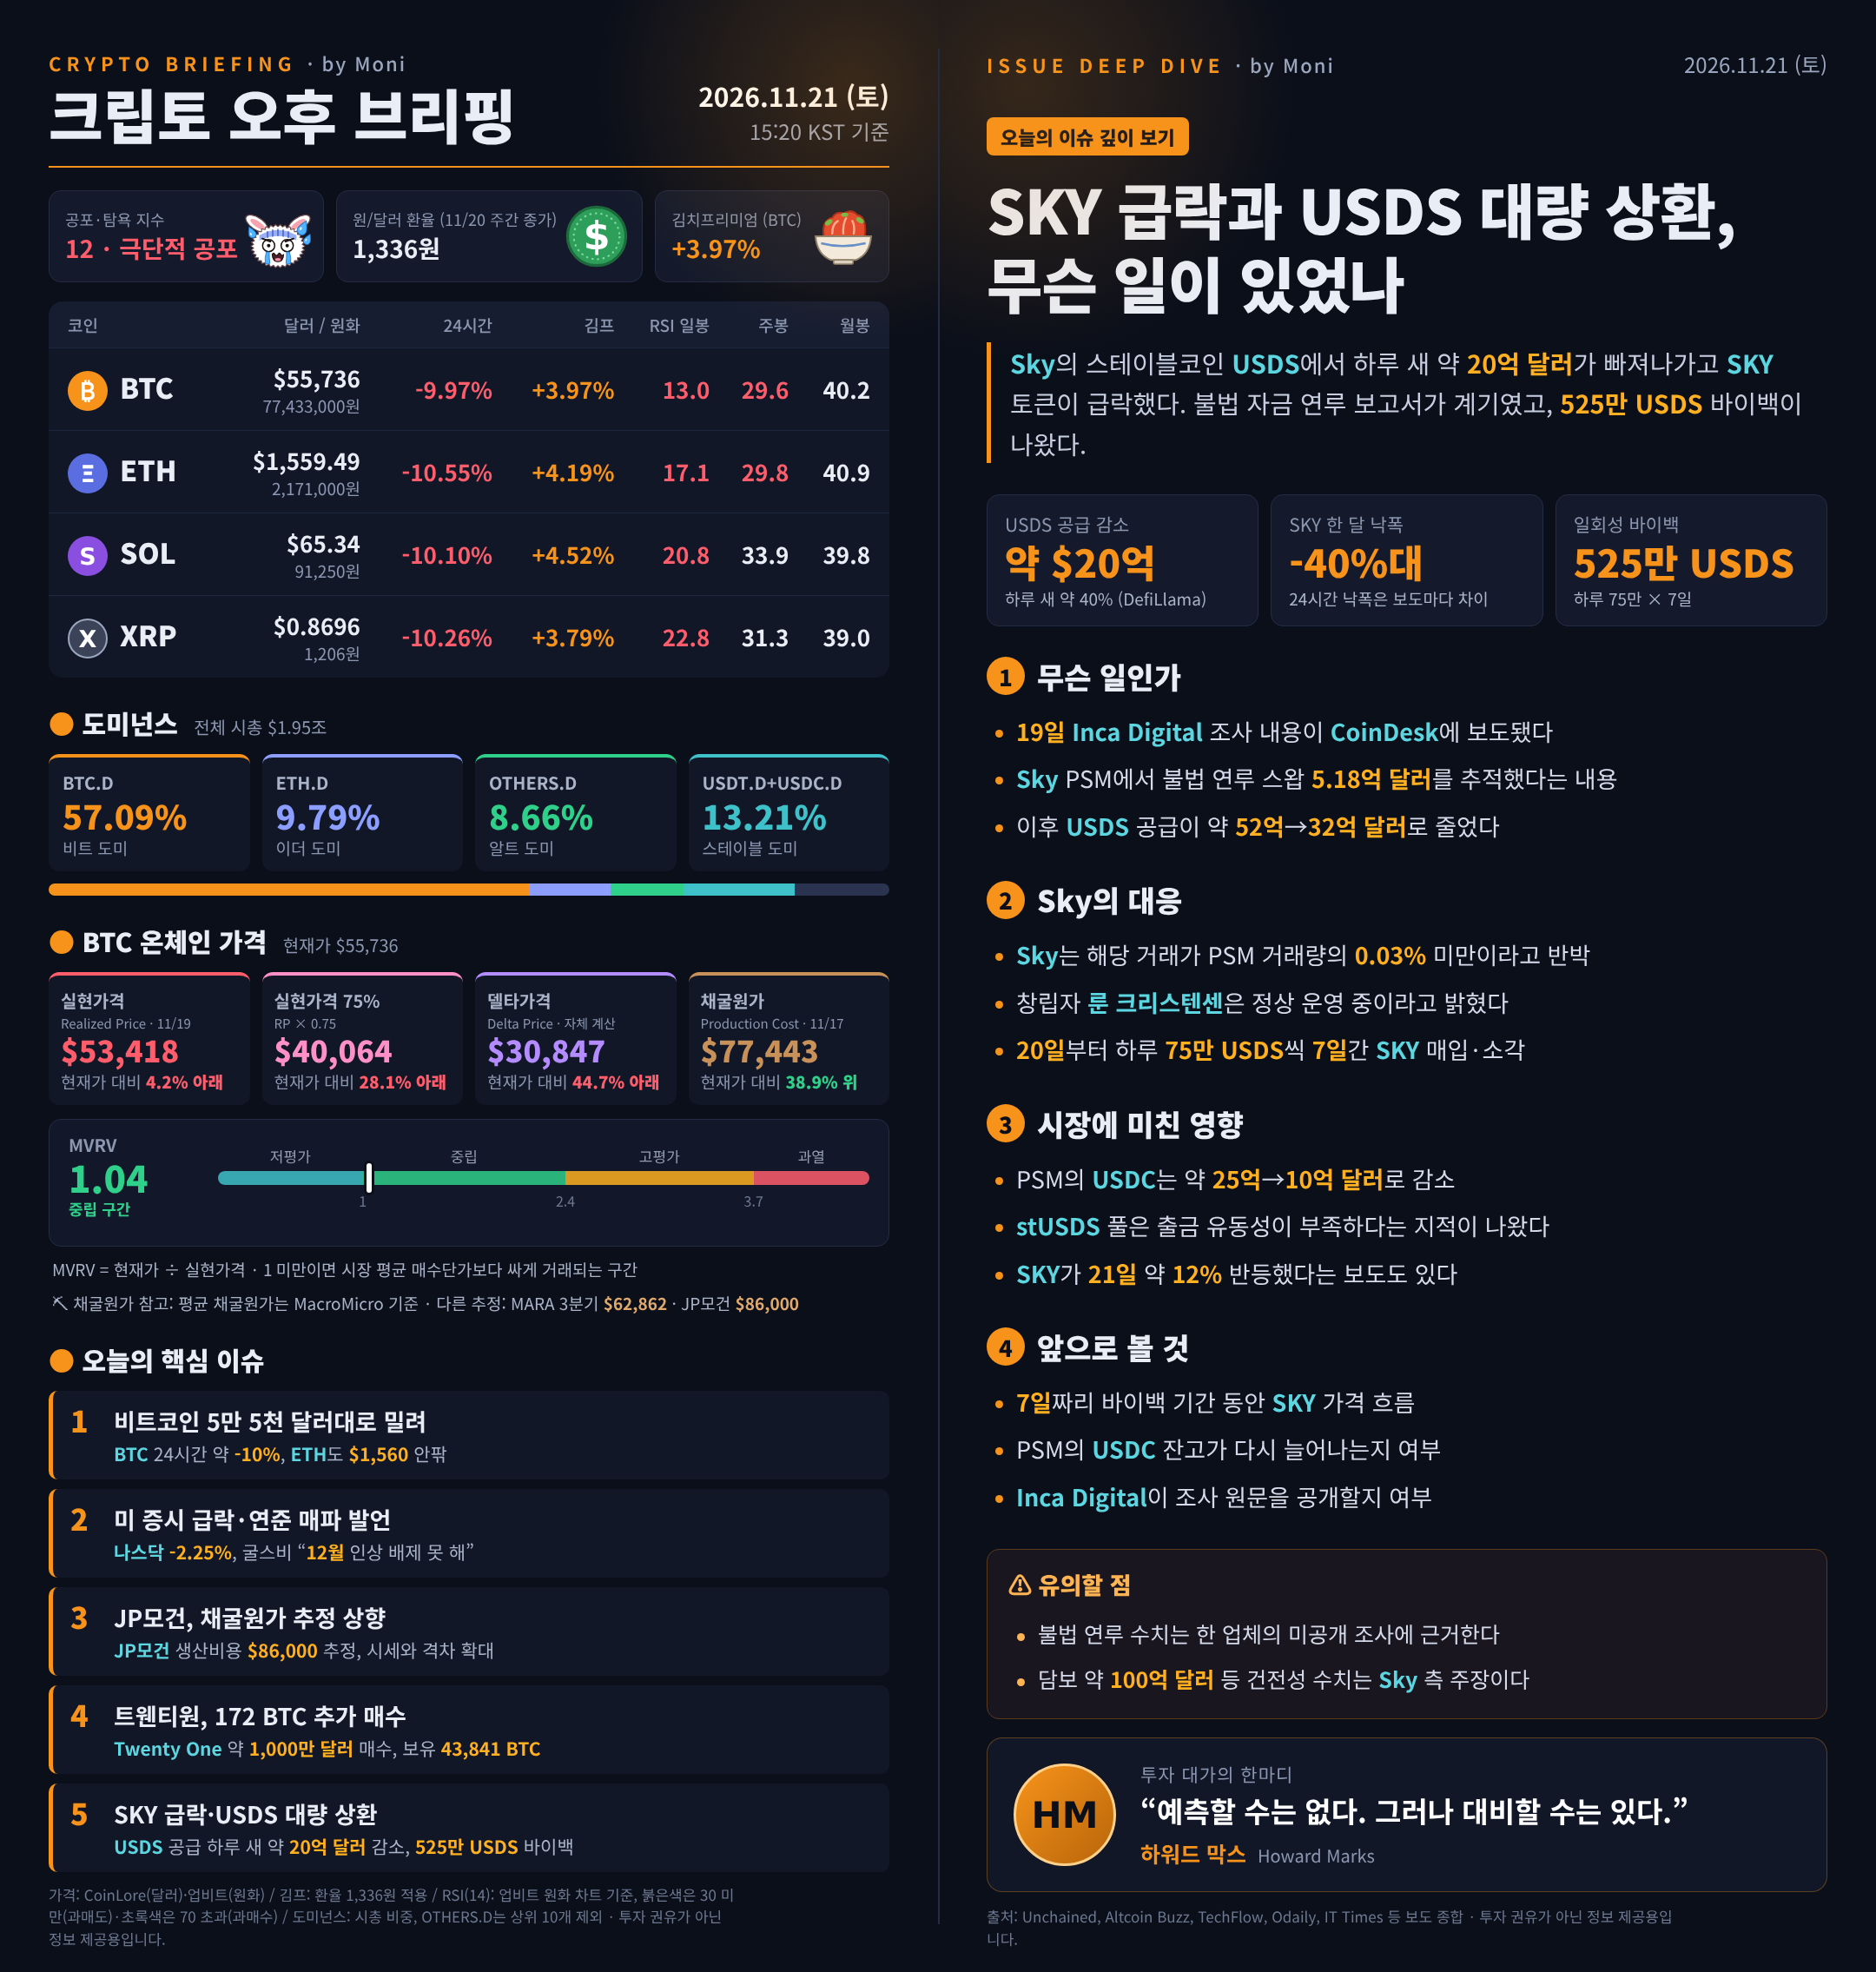 CRYPTO BRIEFING · by Moni
크립토 오후 브리핑
2026.11.21 (토)
15:20 KST 기준
공포·탐욕 지수
12 · 극단적 공포
원/달러 환율 (11/20 주간 종가)
1,336원
$
김치프리미엄 (BTC)
+3.97%
코인 달러 / 원화 24시간 김프 RSI 일봉 주봉 월봉
BTC $55,736 -9.97% +3.97% 13.0 29.6 40.2
77,433,000원
Ξ ETH $1,559.49 -10.55% +4.19% 17.1 29.8 40.9
2,171,000원
S SOL $65.34 -10.10% +4.52% 20.8 33.9 39.8
91,250원
X XRP $0.8696 -10.26% +3.79% 22.8 31.3 39.0
1,206원
도미넌스 전체 시총 $1.95조
BTC.D
57.09%
비트 도미
ETH.D
9.79%
이더 도미
OTHERS.D
8.66%
알트 도미
USDT.D+USDC.D
13.21%
스테이블 도미
BTC 온체인 가격 현재가 $55,736
실현가격
Realized Price · 11/19
$53,418
현재가 대비 4.2% 아래
실현가격 75%
RP × 0.75
$40,064
현재가 대비 28.1% 아래
델타가격
Delta Price · 자체 계산
$30,847
현재가 대비 44.7% 아래
채굴원가
Production Cost · 11/17
$77,443
현재가 대비 38.9% 위
MVRV
1.04
중립 구간
저평가 중립 고평가 과열
1 2.4 3.7
MVRV = 현재가 ÷ 실현가격 · 1 미만이면 시장 평균 매수단가보다 싸게 거래되는 구간
⛏ 채굴원가 참고: 평균 채굴원가는 MacroMicro 기준 · 다른 추정: MARA 3분기 $62,862 · JP모건 $86,000
오늘의 핵심 이슈
1 비트코인 5만 5천 달러대로 밀려
BTC 24시간 약 -10%, ETH도 $1,560 안팎
2 미 증시 급락·연준 매파 발언
나스닥 -2.25%, 굴스비 “12월 인상 배제 못 해”
3 JP모건, 채굴원가 추정 상향
JP모건 생산비용 $86,000 추정, 시세와 격차 확대
4 트웬티원, 172 BTC 추가 매수
Twenty One 약 1,000만 달러 매수, 보유 43,841 BTC
5 SKY 급락·USDS 대량 상환
USDS 공급 하루 새 약 20억 달러 감소, 525만 USDS 바이백
가격: CoinLore(달러)·업비트(원화) / 김프: 환율 1,336원 적용 / RSI(14): 업비트 원화 차트 기준, 붉은색은 30 미
만(과매도)·초록색은 70 초과(과매수) / 도미넌스: 시총 비중, OTHERS.D는 상위 10개 제외 · 투자 권유가 아닌
정보 제공용입니다.
ISSUE DEEP DIVE · by Moni
2026.11.21 (토)
오늘의 이슈 깊이 보기
SKY 급락과 USDS 대량 상환,
무슨 일이 있었나
Sky의 스테이블코인 USDS에서 하루 새 약 20억 달러가 빠져나가고 SKY
토큰이 급락했다. 불법 자금 연루 보고서가 계기였고, 525만 USDS 바이백이
나왔다.
USDS 공급 감소
약 $20억
하루 새 약 40% (DefiLlama)
SKY 한 달 낙폭
-40%대
24시간 낙폭은 보도마다 차이
일회성 바이백
525만 USDS
하루 75만 × 7일
1 무슨 일인가
• 19일 Inca Digital 조사 내용이 CoinDesk에 보도됐다
• Sky PSM에서 불법 연루 스왑 5.18억 달러를 추적했다는 내용
• 이후 USDS 공급이 약 52억→32억 달러로 줄었다
2 Sky의 대응
• Sky는 해당 거래가 PSM 거래량의 0.03% 미만이라고 반박
• 창립자 룬 크리스텐센은 정상 운영 중이라고 밝혔다
• 20일부터 하루 75만 USDS씩 7일간 SKY 매입·소각
3 시장에 미친 영향
• PSM의 USDC는 약 25억→10억 달러로 감소
• stUSDS 풀은 출금 유동성이 부족하다는 지적이 나왔다
• SKY가 21일 약 12% 반등했다는 보도도 있다
4 앞으로 볼 것
• 7일짜리 바이백 기간 동안 SKY 가격 흐름
• PSM의 USDC 잔고가 다시 늘어나는지 여부
• Inca Digital이 조사 원문을 공개할지 여부
⚠ 유의할 점
• 불법 연루 수치는 한 업체의 미공개 조사에 근거한다
• 담보 약 100억 달러 등 건전성 수치는 Sky 측 주장이다
HM
투자 대가의 한마디
“예측할 수는 없다. 그러나 대비할 수는 있다.”
하워드 막스 Howard Marks
출처: Unchained, Altcoin Buzz, TechFlow, Odaily, IT Times 등 보도 종합 · 투자 권유가 아닌 정보 제공용입
니다.